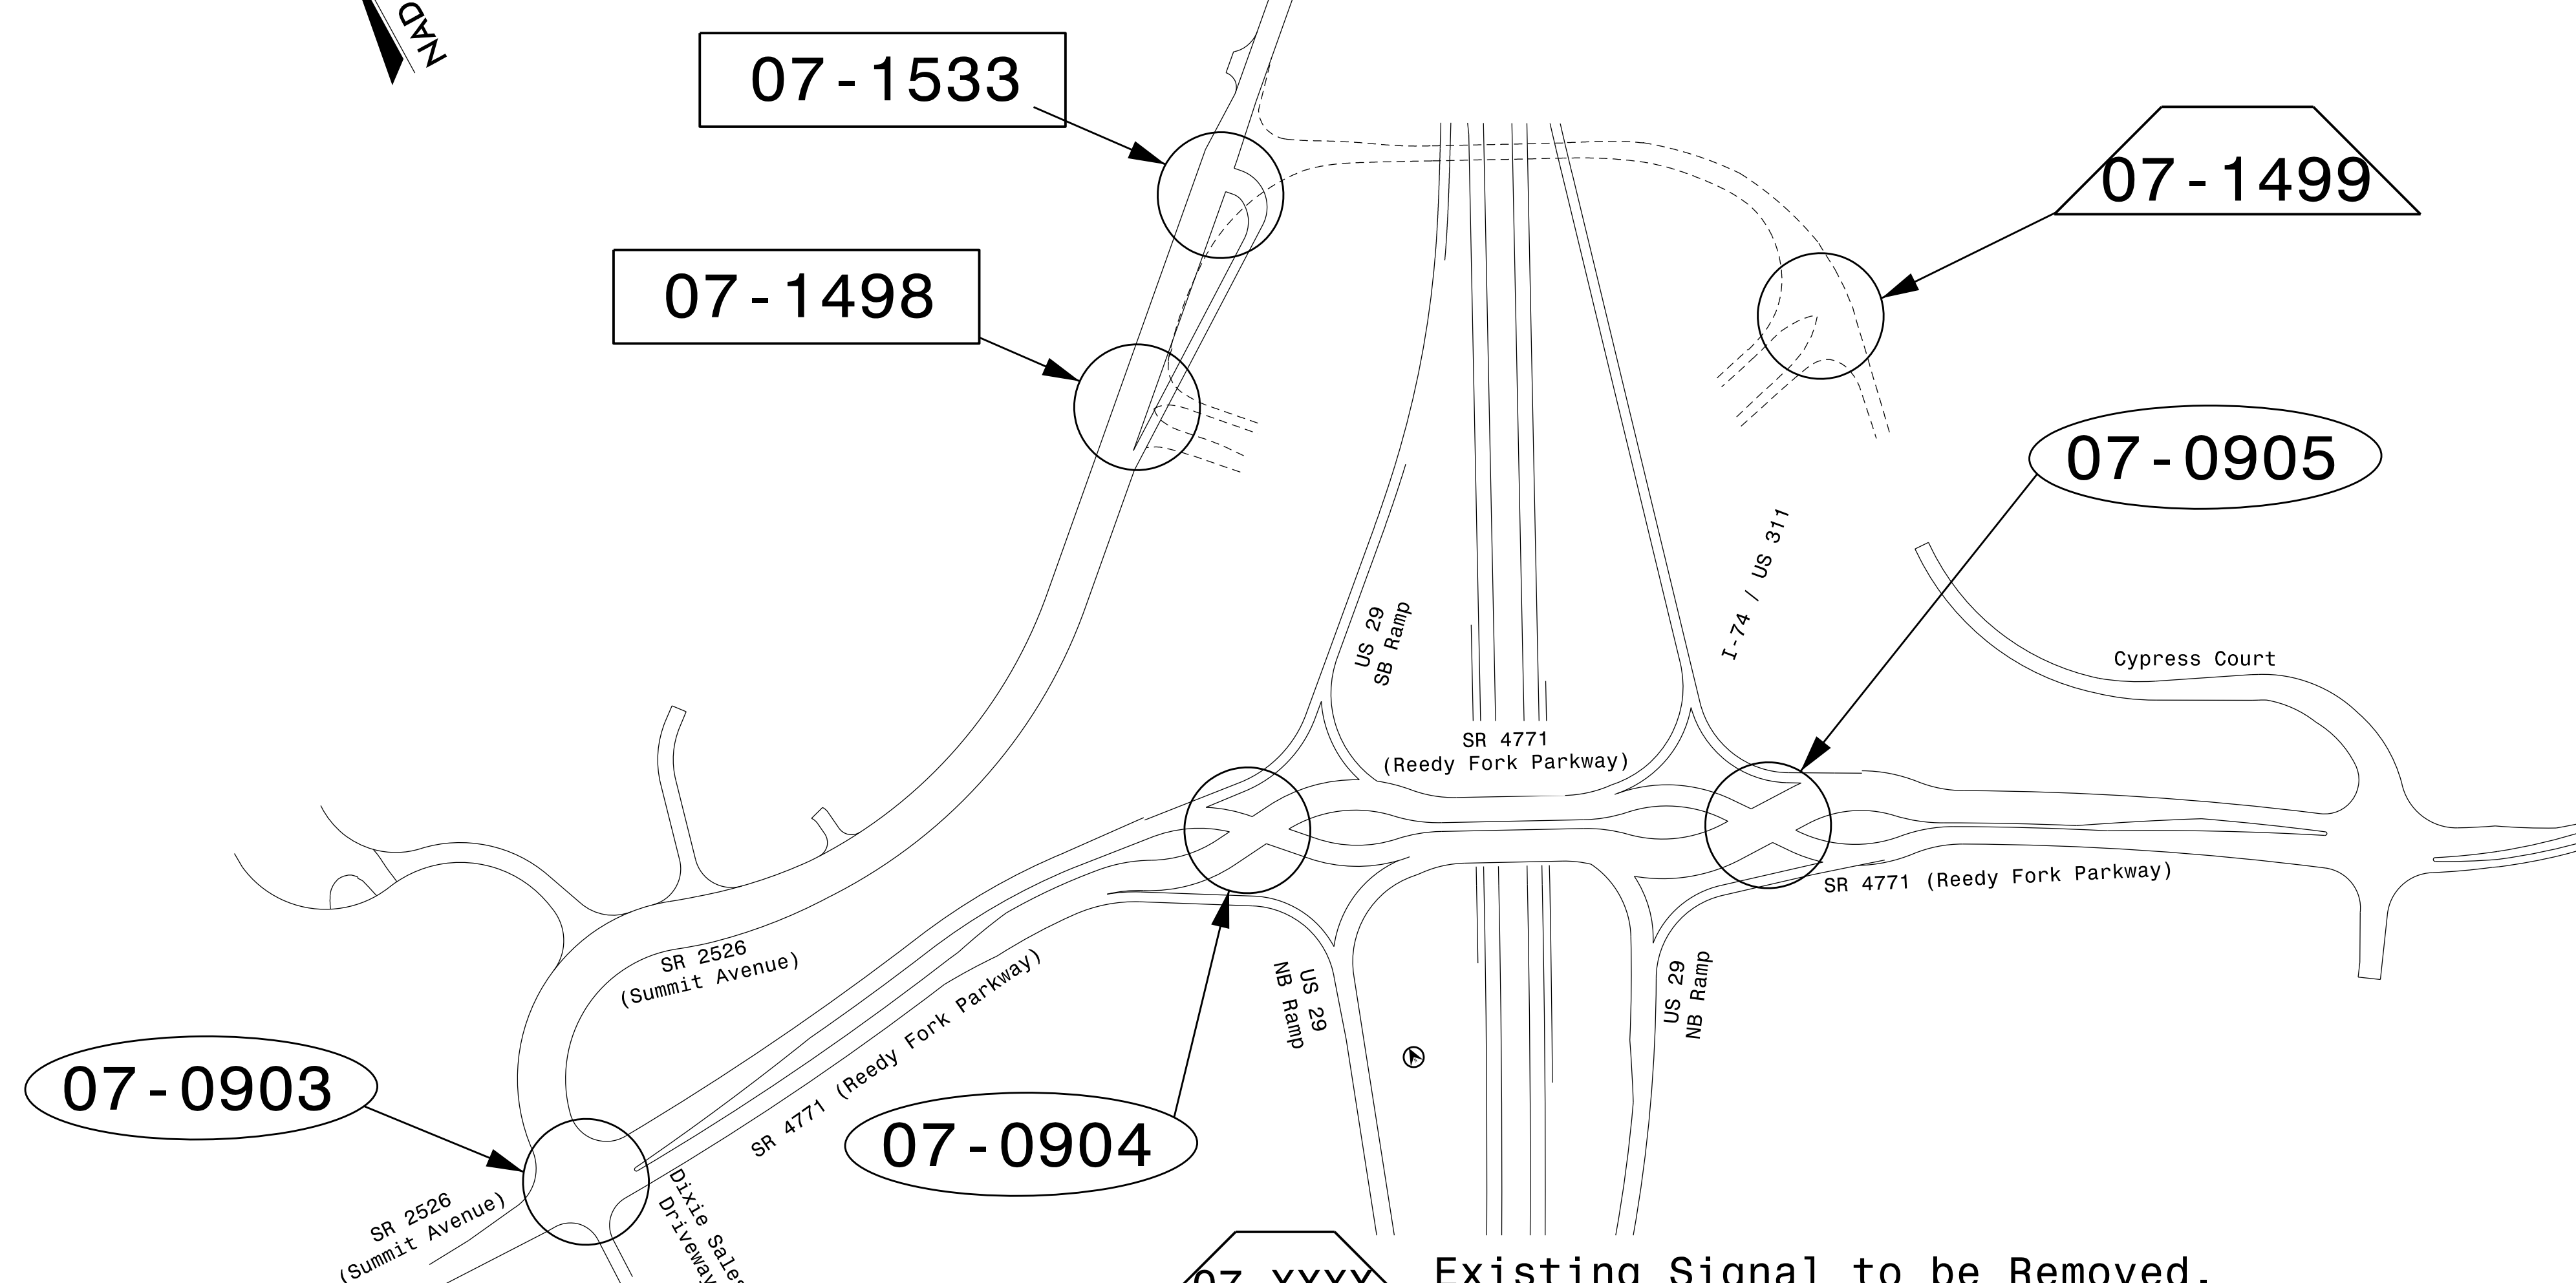 NAD
07-1533
07-1499
07-1498
07-0905
I-74 / US 311
US 29
SB Ramp
Cypress Court
SR 4771
(Reedy Fork Parkway)
SR 4771 (Reedy Fork Parkway)
SR 2526
(Summit Avenue)
SR 4771 (Reedy Fork Parkway)
US 29
NB Ramp
US 29
NB Ramp
07-0903
07-0904
SR 2526
(Summit Avenue)
Dixie Sales
Driveway
07-XXXX
Existing Signal to be Removed.